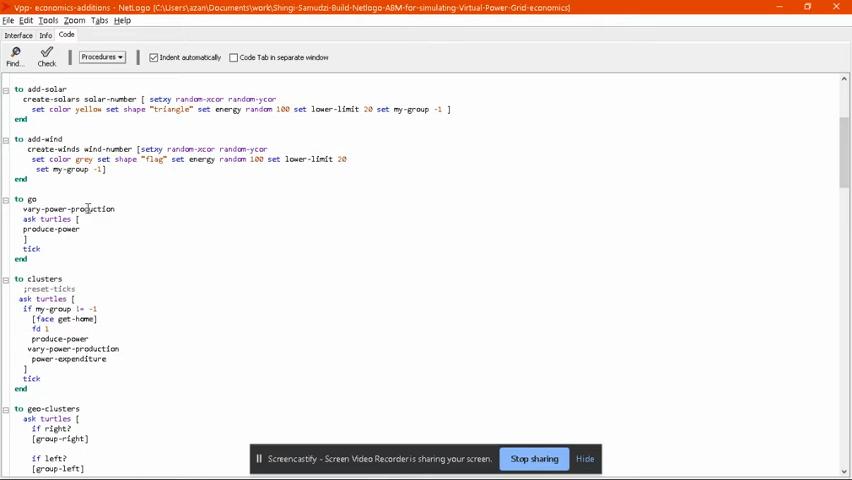 Vpp- economics-additions - NetLogo {C:\Users\azan\Documents\work\Shingi-Samudzi-Build-Netlogo-ABM-for-simulating-Virtual-Power-Grid-economics}
File Edit Tools Zoom Tabs Help
Interface Info Code
Find... Check Procedures Indent automatically Code Tab in separate window
to add-solar
create-solars solar-number [ setxy random-xcor random-ycor
set color yellow set shape "triangle" set energy random 100 set lower-limit 20 set my-group -1 ]
end
to add-wind
create-winds wind-number [setxy random-xcor random-ycor
set color grey set shape "flag" set energy random 100 set lower-limit 20
set my-group -1]
end
to go
vary-power-production
ask turtles [
produce-power
]
tick
end
to clusters
;reset-ticks
ask turtles [
if my-group != -1
[face get-home]
fd 1
produce-power
vary-power-production
power-expenditure
]
tick
end
to geo-clusters
ask turtles [
if right?
[group-right]
if left?
[group-left]
Screencastify - Screen Video Recorder is sharing your screen. Stop sharing Hide